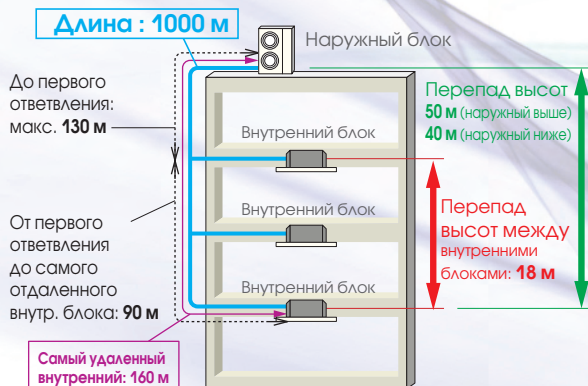 Длина : 1000 м
Наружный блок
До первого
ответвления:
макс. 130 м
Перепад высот
50 м (наружный выше)
40 м (наружный ниже)
Внутренний блок
Внутренний блок
Перепад
высот между
внутренними
блоками: 18 м
От первого
ответвления
до самого
отдаленного
внутр. блока: 90 м
Внутренний блок
Самый удаленный
внутренний: 160 м